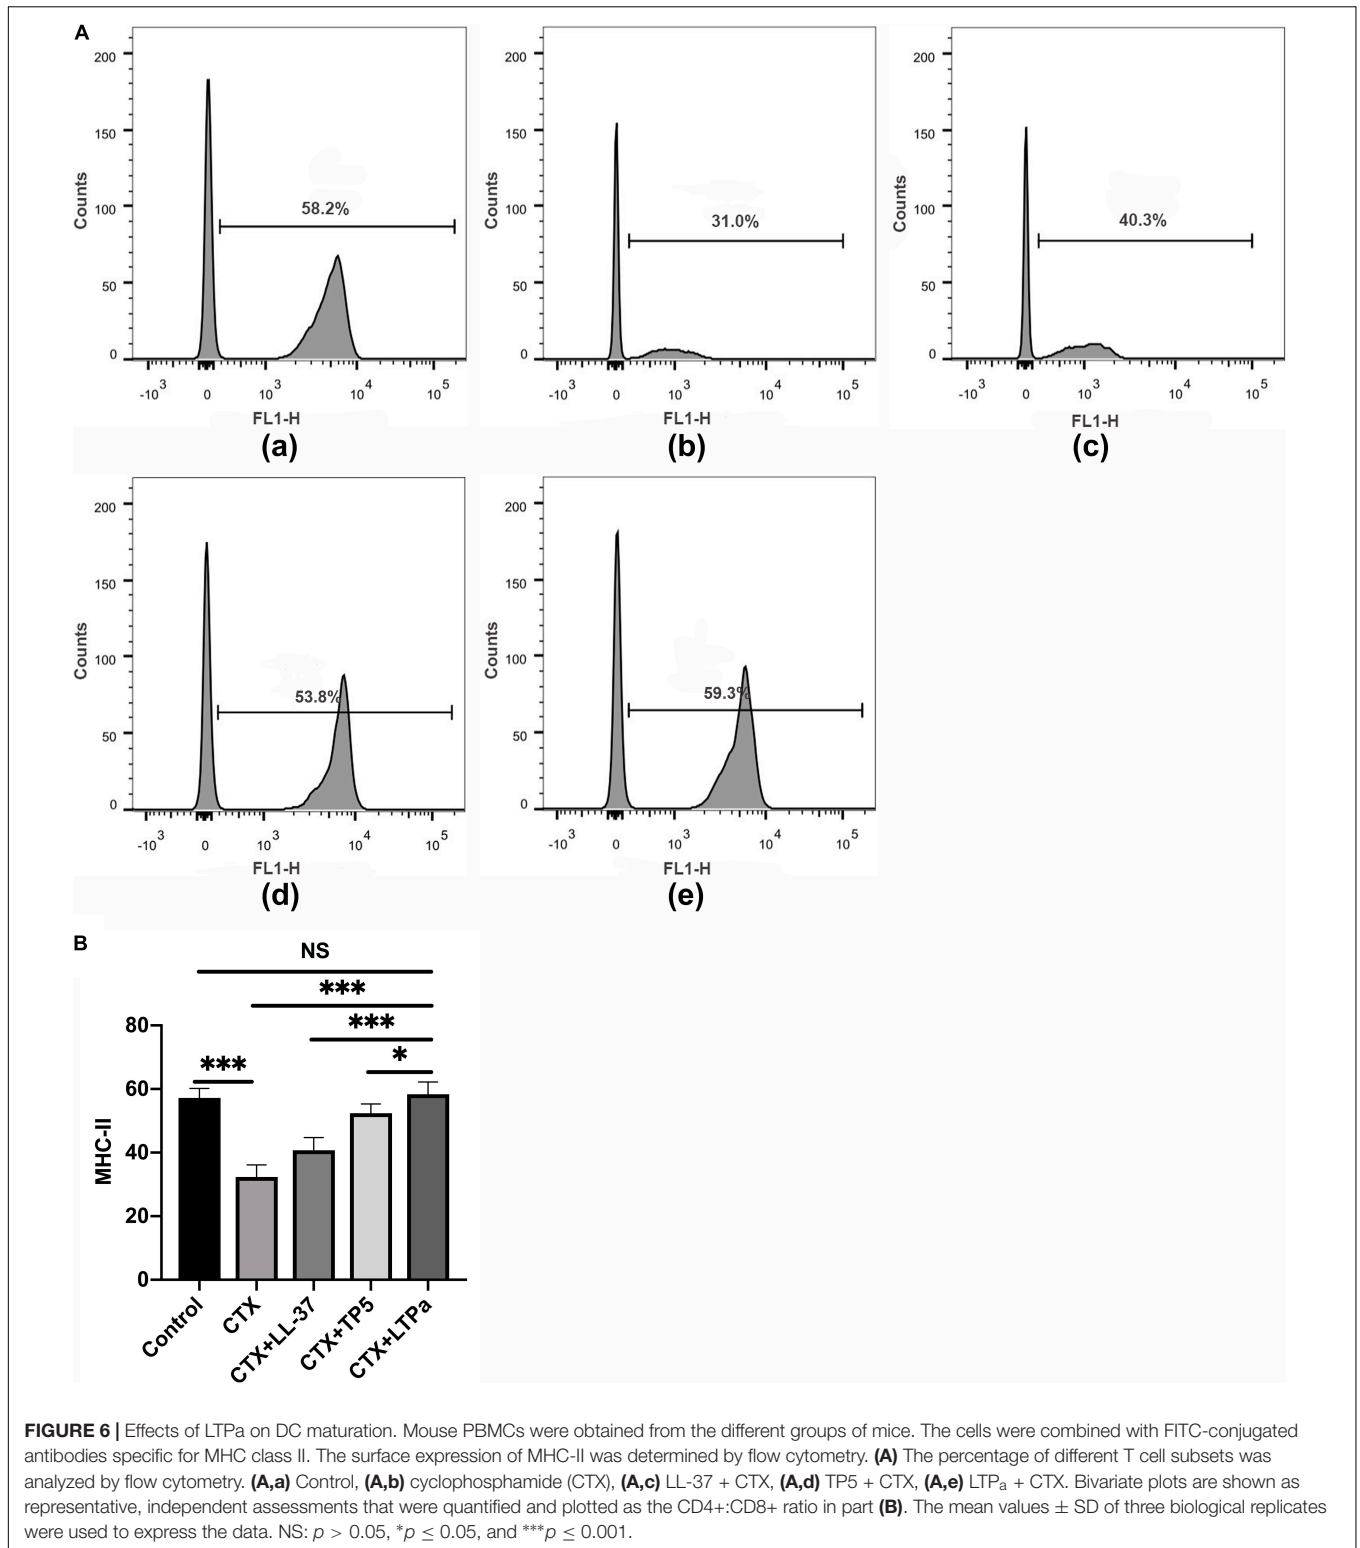 A
200
150
100
50
0
Counts
58.2%
-10^3 0 10^3 10^4 10^5
FL1-H
(a)
200
150
100
50
0
Counts
31.0%
-10^3 0 10^3 10^4 10^5
FL1-H
(b)
200
150
100
50
0
Counts
40.3%
-10^3 0 10^3 10^4 10^5
FL1-H
(c)
200
150
100
50
0
Counts
53.8%
-10^3 0 10^3 10^4 10^5
FL1-H
(d)
200
150
100
50
0
Counts
59.3%
-10^3 0 10^3 10^4 10^5
FL1-H
(e)
B
NS
***
***
*
***
80
60
40
20
0
MHC-II
Control
CTX
CTX+LL-37
CTX+TP5
CTX+LTPa
FIGURE 6 | Effects of LTPa on DC maturation. Mouse PBMCs were obtained from the different groups of mice. The cells were combined with FITC-conjugated
antibodies specific for MHC class II. The surface expression of MHC-II was determined by flow cytometry. (A) The percentage of different T cell subsets was
analyzed by flow cytometry. (A,a) Control, (A,b) cyclophosphamide (CTX), (A,c) LL-37 + CTX, (A,d) TP5 + CTX, (A,e) LTPa + CTX. Bivariate plots are shown as
representative, independent assessments that were quantified and plotted as the CD4+:CD8+ ratio in part (B). The mean values ± SD of three biological replicates
were used to express the data. NS: p > 0.05, *p ≤ 0.05, and ***p ≤ 0.001.